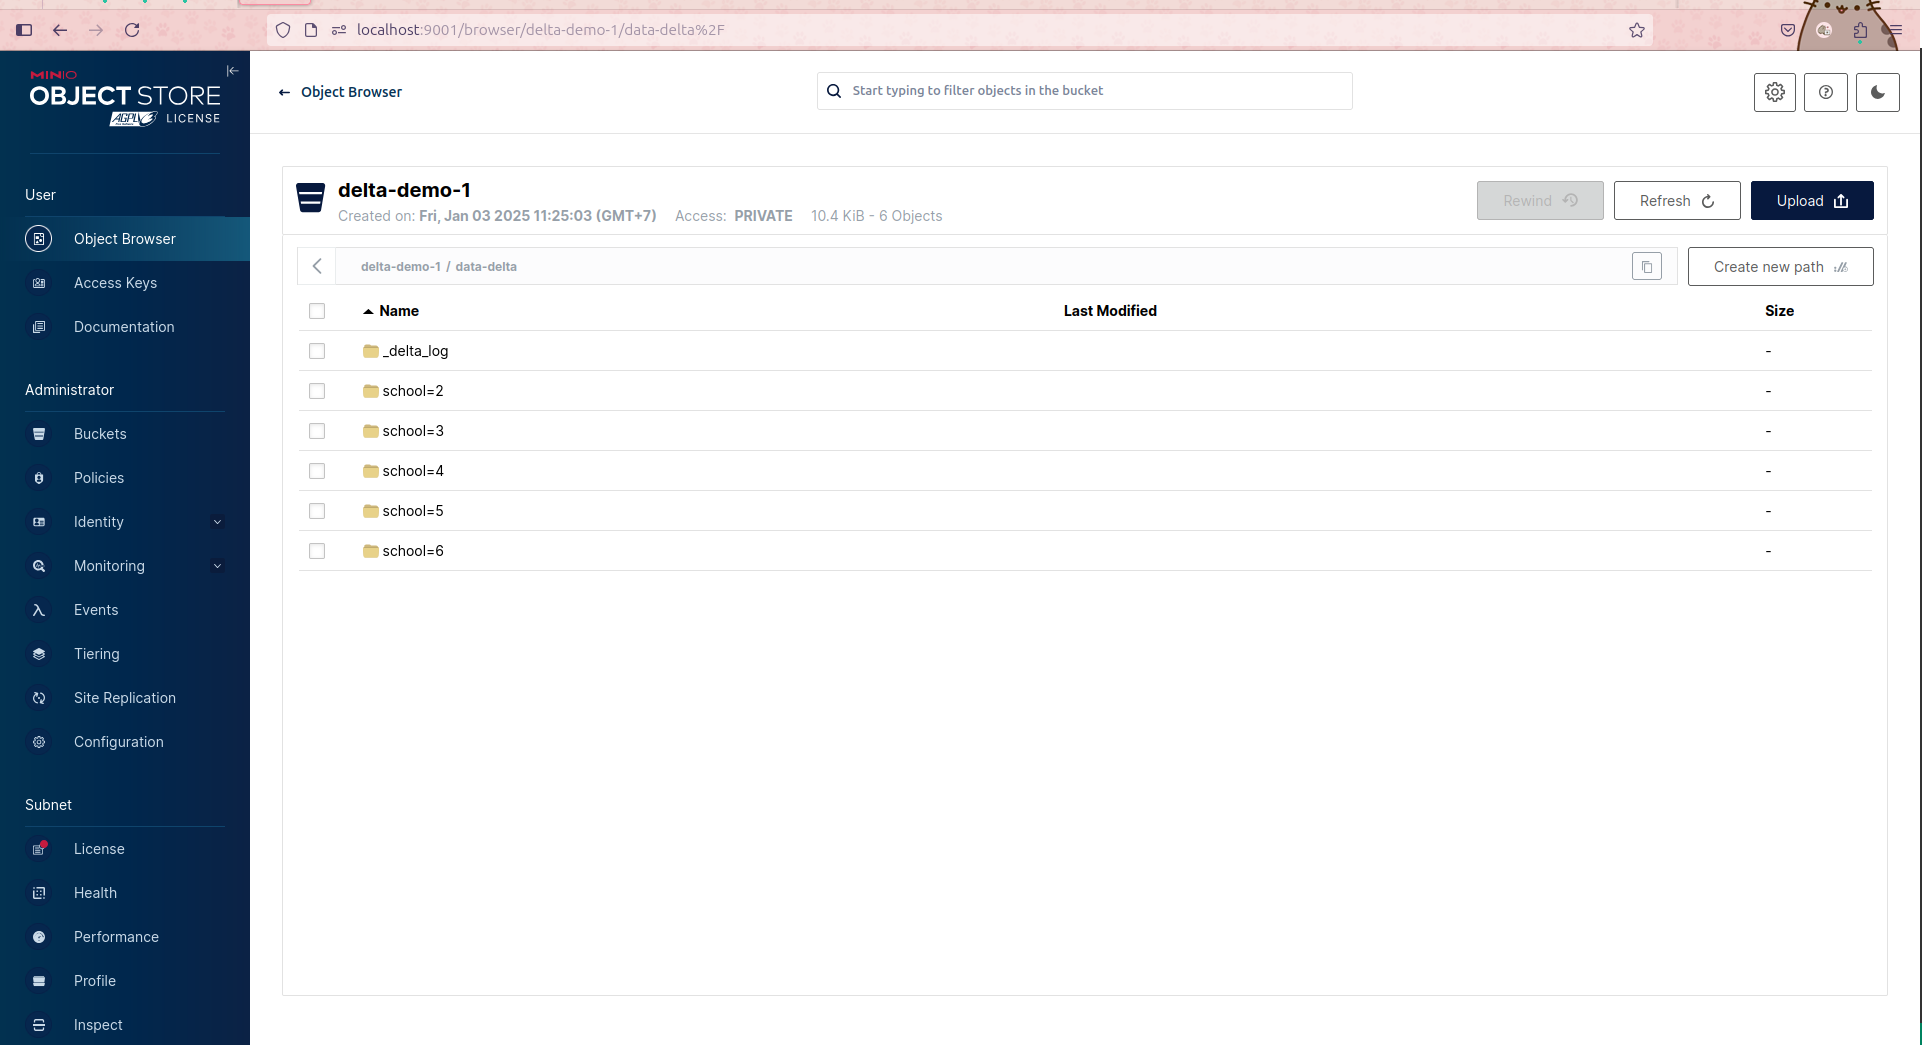 localhost:9001/browser/delta-demo-1/data-delta%2F
MINIO
OBJECT STORE
AGPL LICENSE
User
Object Browser
Access Keys
Documentation
Administrator
Buckets
Policies
Identity
Monitoring
Events
Tiering
Site Replication
Configuration
Subnet
License
Health
Performance
Profile
Inspect
← Object Browser
Start typing to filter objects in the bucket
delta-demo-1
Created on: Fri, Jan 03 2025 11:25:03 (GMT+7) Access: PRIVATE 10.4 KiB - 6 Objects
Rewind
Refresh
Upload
delta-demo-1 / data-delta
Create new path
Name Last Modified Size
_delta_log -
school=2 -
school=3 -
school=4 -
school=5 -
school=6 -